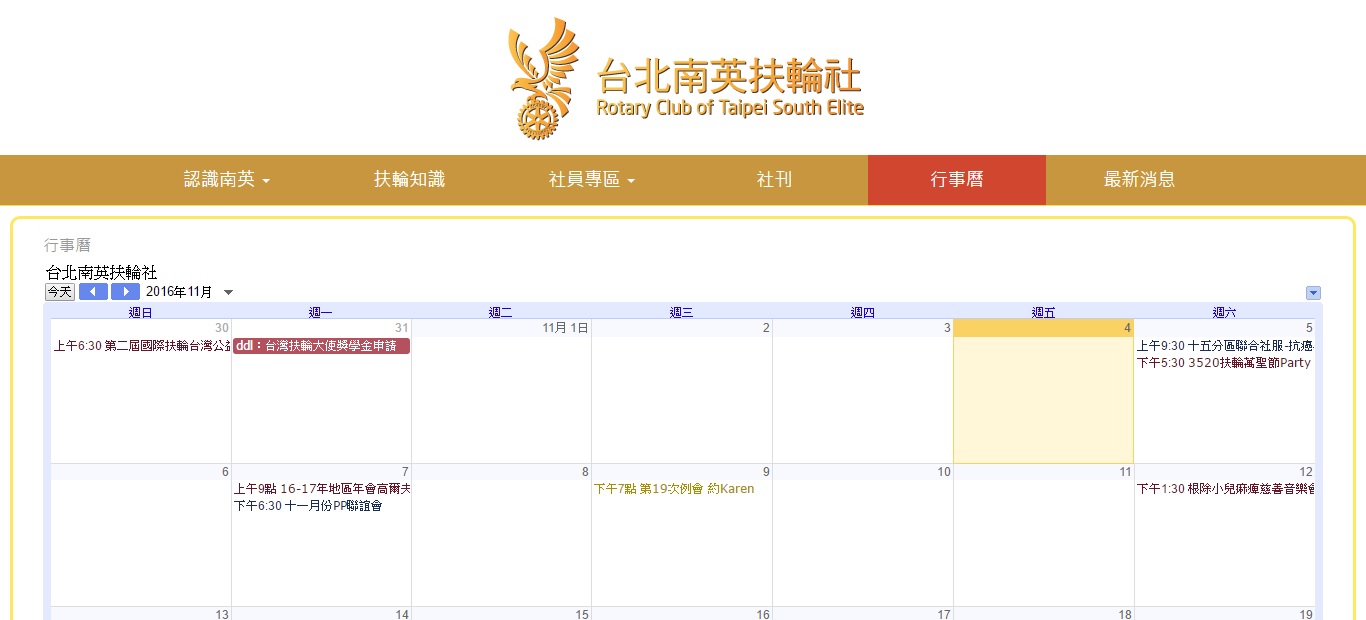 台北南英扶輪社
Rotary Club of Taipei South Elite
認識南英 扶輪知識 社員專區 社刊 行事曆 最新消息
行事曆
台北南英扶輪社
今天 2016年11月
週日 週一 週二 週三 週四 週五 週六
30 31 11月 1日 2 3 4 5
上午6:30 第二屆國際扶輪台灣公益 ddl：台灣扶輪大使獎學金申請 上午9:30 十五分區聯合社服-抗癌
下午5:30 3520扶輪萬聖節Party
6 7 8 9 10 11 12
上午9點 16-17年地區年會高爾夫 下午7點 第19次例會 約Karen 下午1:30 根除小兒痲痺慈善音樂會
下午6:30 十一月份PP聯誼會
13 14 15 16 17 18 19